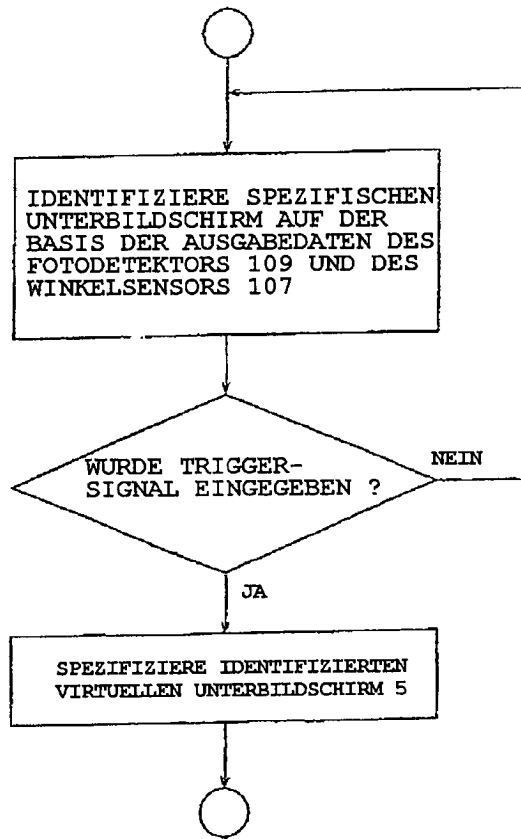 IDENTIFIZIERE SPEZIFISCHEN
UNTERBILDSCHIRM AUF DER
BASIS DER AUSGABEDATEN DES
FOTODETEKTORS 109 UND DES
WINKELSENSORS 107
WURDE TRIGGER-
SIGNAL EINGEGEBEN ?
NEIN
JA
SPEZIFIZIERE IDENTIFIZIERTEN
VIRTUELLEN UNTERBILDSCHIRM 5